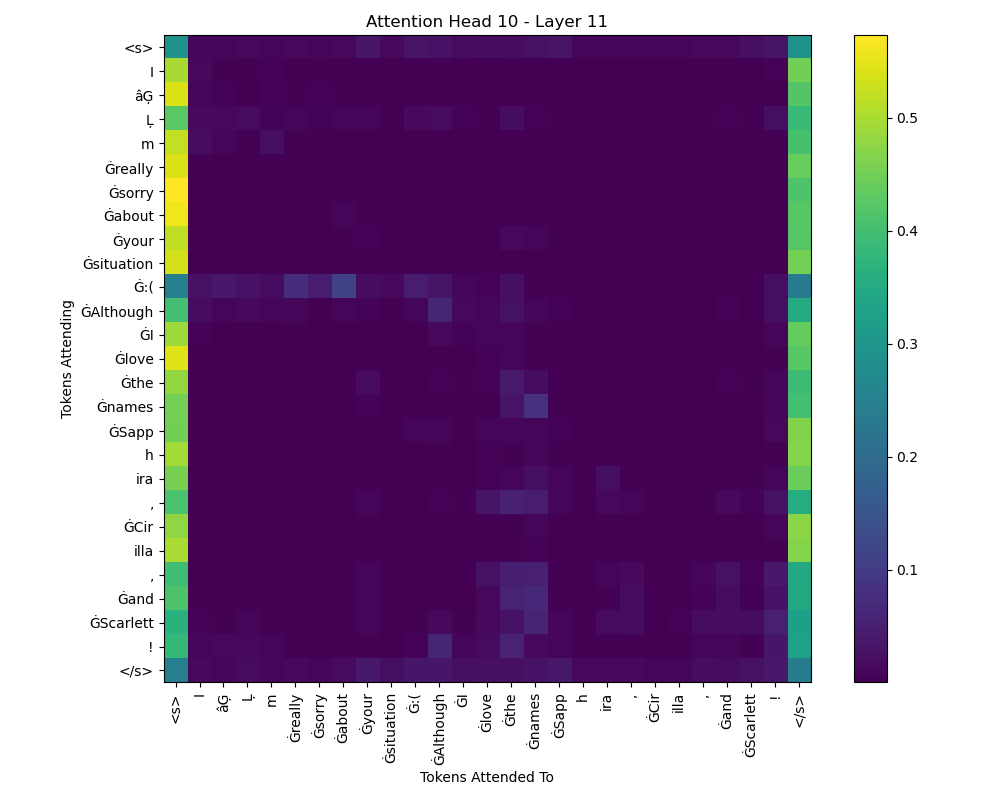 Attention Head 10 - Layer 11
<s>
I
âĢ
Ļ
m
Ġreally
Ġsorry
Ġabout
Ġyour
Ġsituation
Ġ:(
ĠAlthough
ĠI
Ġlove
Ġthe
Ġnames
ĠSapp
h
ira
,
ĠCir
illa
,
Ġand
ĠScarlett
!
</s>
Tokens Attending
<s>
I
âĢ
Ļ
m
Ġreally
Ġsorry
Ġabout
Ġyour
Ġsituation
Ġ:(
ĠAlthough
ĠI
Ġlove
Ġthe
Ġnames
ĠSapp
h
ira
,
ĠCir
illa
,
Ġand
ĠScarlett
!
</s>
Tokens Attended To
0.5
0.4
0.3
0.2
0.1